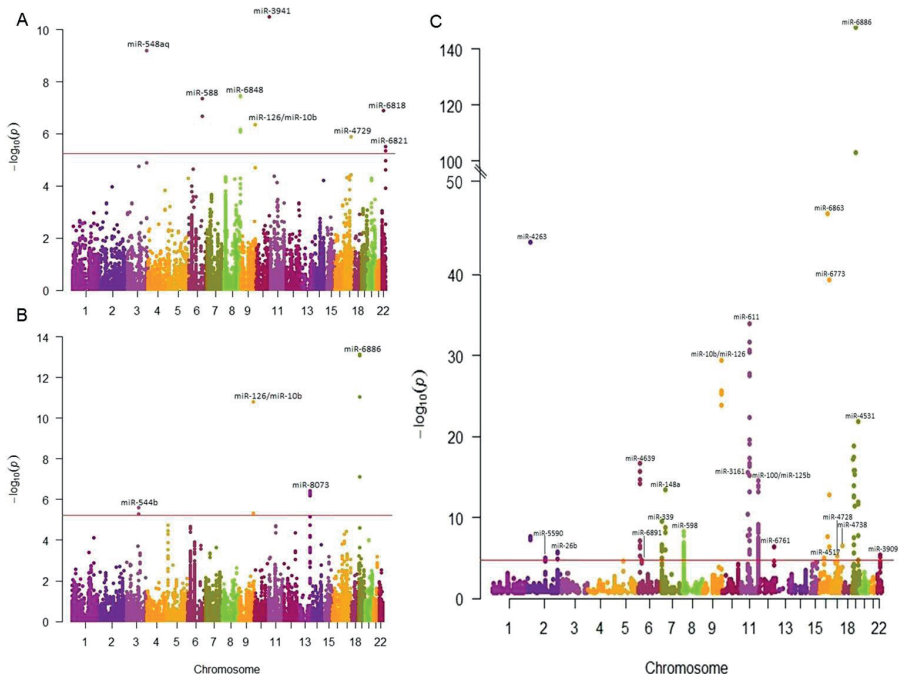 A
miR-3941
miR-548aq
miR-588
miR-6848
miR-126/miR-10b
miR-4729
miR-6818
miR-6821
−log10(p)
10
8
6
4
2
0
1 2 3 4 5 6 7 8 9 11 13 15 18 22
B
miR-6886
miR-126/miR-10b
miR-8073
miR-544b
−log10(p)
14
12
10
8
6
4
2
0
1 2 3 4 5 6 7 8 9 11 13 15 18 22
Chromosome
C
miR-6886
miR-6863
miR-4263
miR-6773
miR-611
miR-10b/miR-126
miR-4531
miR-4639
miR-3161
miR-100/miR-125b
miR-148a
miR-339
miR-4728
miR-5590
miR-6891
miR-598
miR-4738
miR-26b
miR-6761
miR-4517
miR-3909
−log10(p)
140
120
100
50
40
30
20
10
5
0
1 2 3 4 5 6 7 8 9 11 13 15 18 22
Chromosome